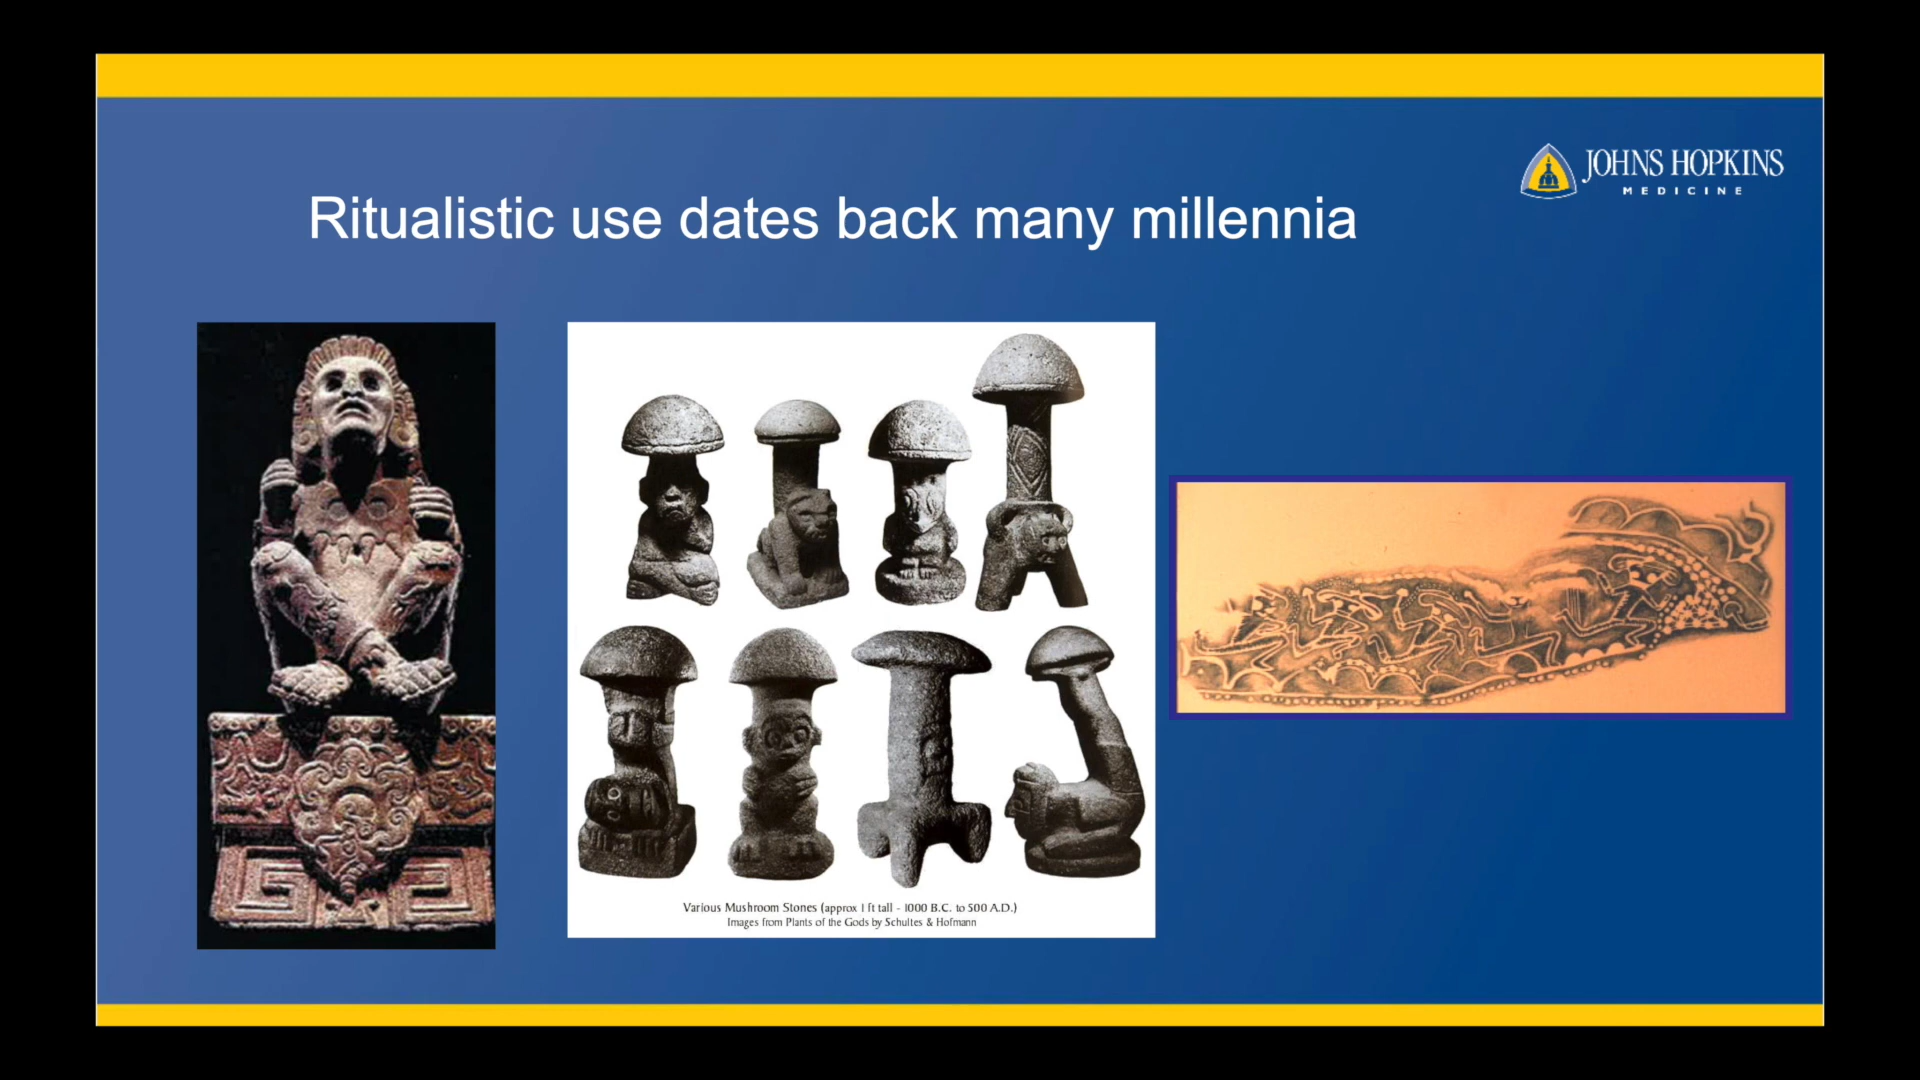 JOHNS HOPKINS
MEDICINE
Ritualistic use dates back many millennia
Various Mushroom Stones (approx 1 ft tall - 1000 B.C. to 500 A.D.)
Images from Plants of the Gods by Schultes & Hofmann